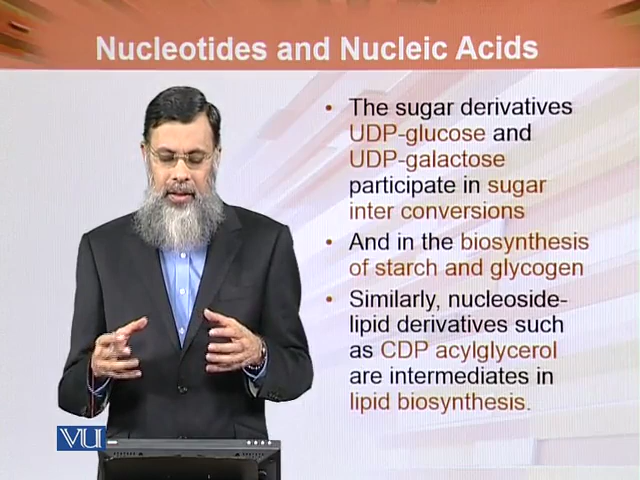 Nucleotides and Nucleic Acids
• The sugar derivatives
UDP-glucose and
UDP-galactose
participate in sugar
inter conversions
• And in the biosynthesis
of starch and glycogen
• Similarly, nucleoside-
lipid derivatives such
as CDP acylglycerol
are intermediates in
lipid biosynthesis.
VU